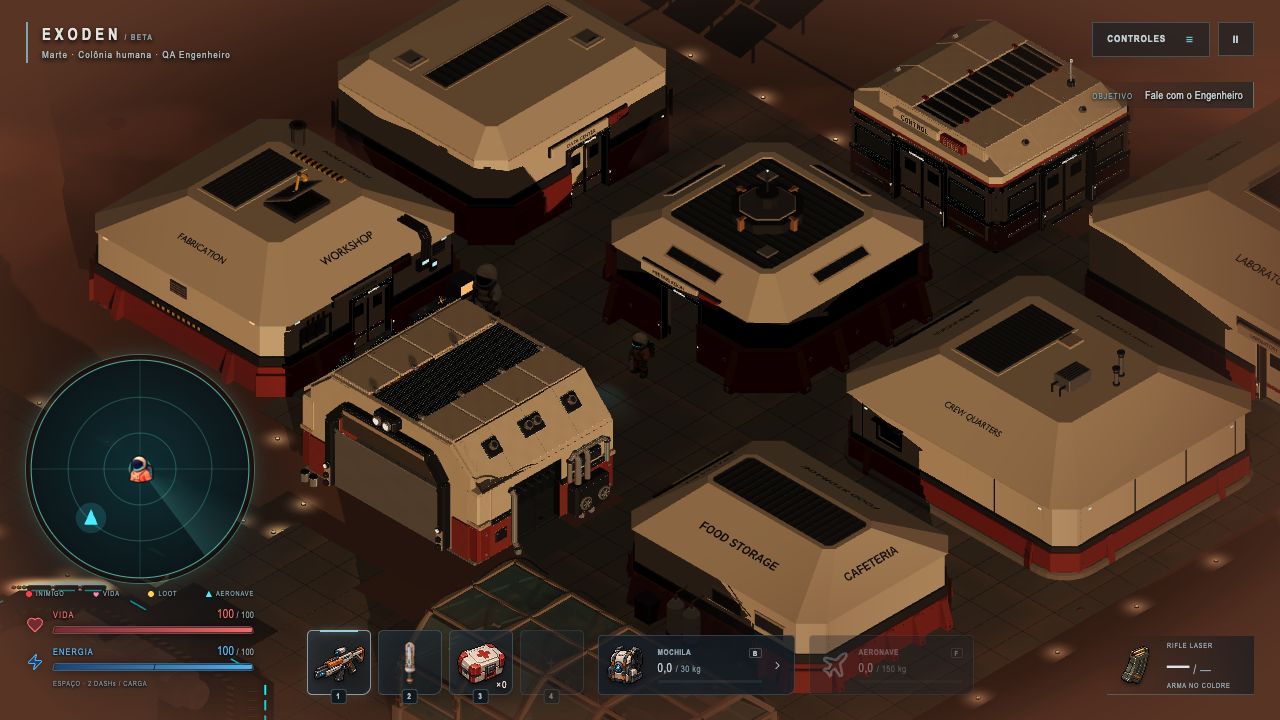 EXODEN / BETA
Marte · Colônia humana · QA Engenheiro
CONTROLES
OBJETIVO Fale com o Engenheiro
CONTROL
FABRICATION
WORKSHOP
CREW QUARTERS
FOOD STORAGE
CAFETERIA
INIMIGO VIDA LOOT AERONAVE
VIDA 100 / 100
ENERGIA 100 / 100
ESPAÇO · 2 DASHs / CARGA
1
2
×0
3
4
MOCHILA B
0,0 / 30 kg
AERONAVE F
0,0 / 150 kg
RIFLE LASER
— / —
ARMA NO COLDRE